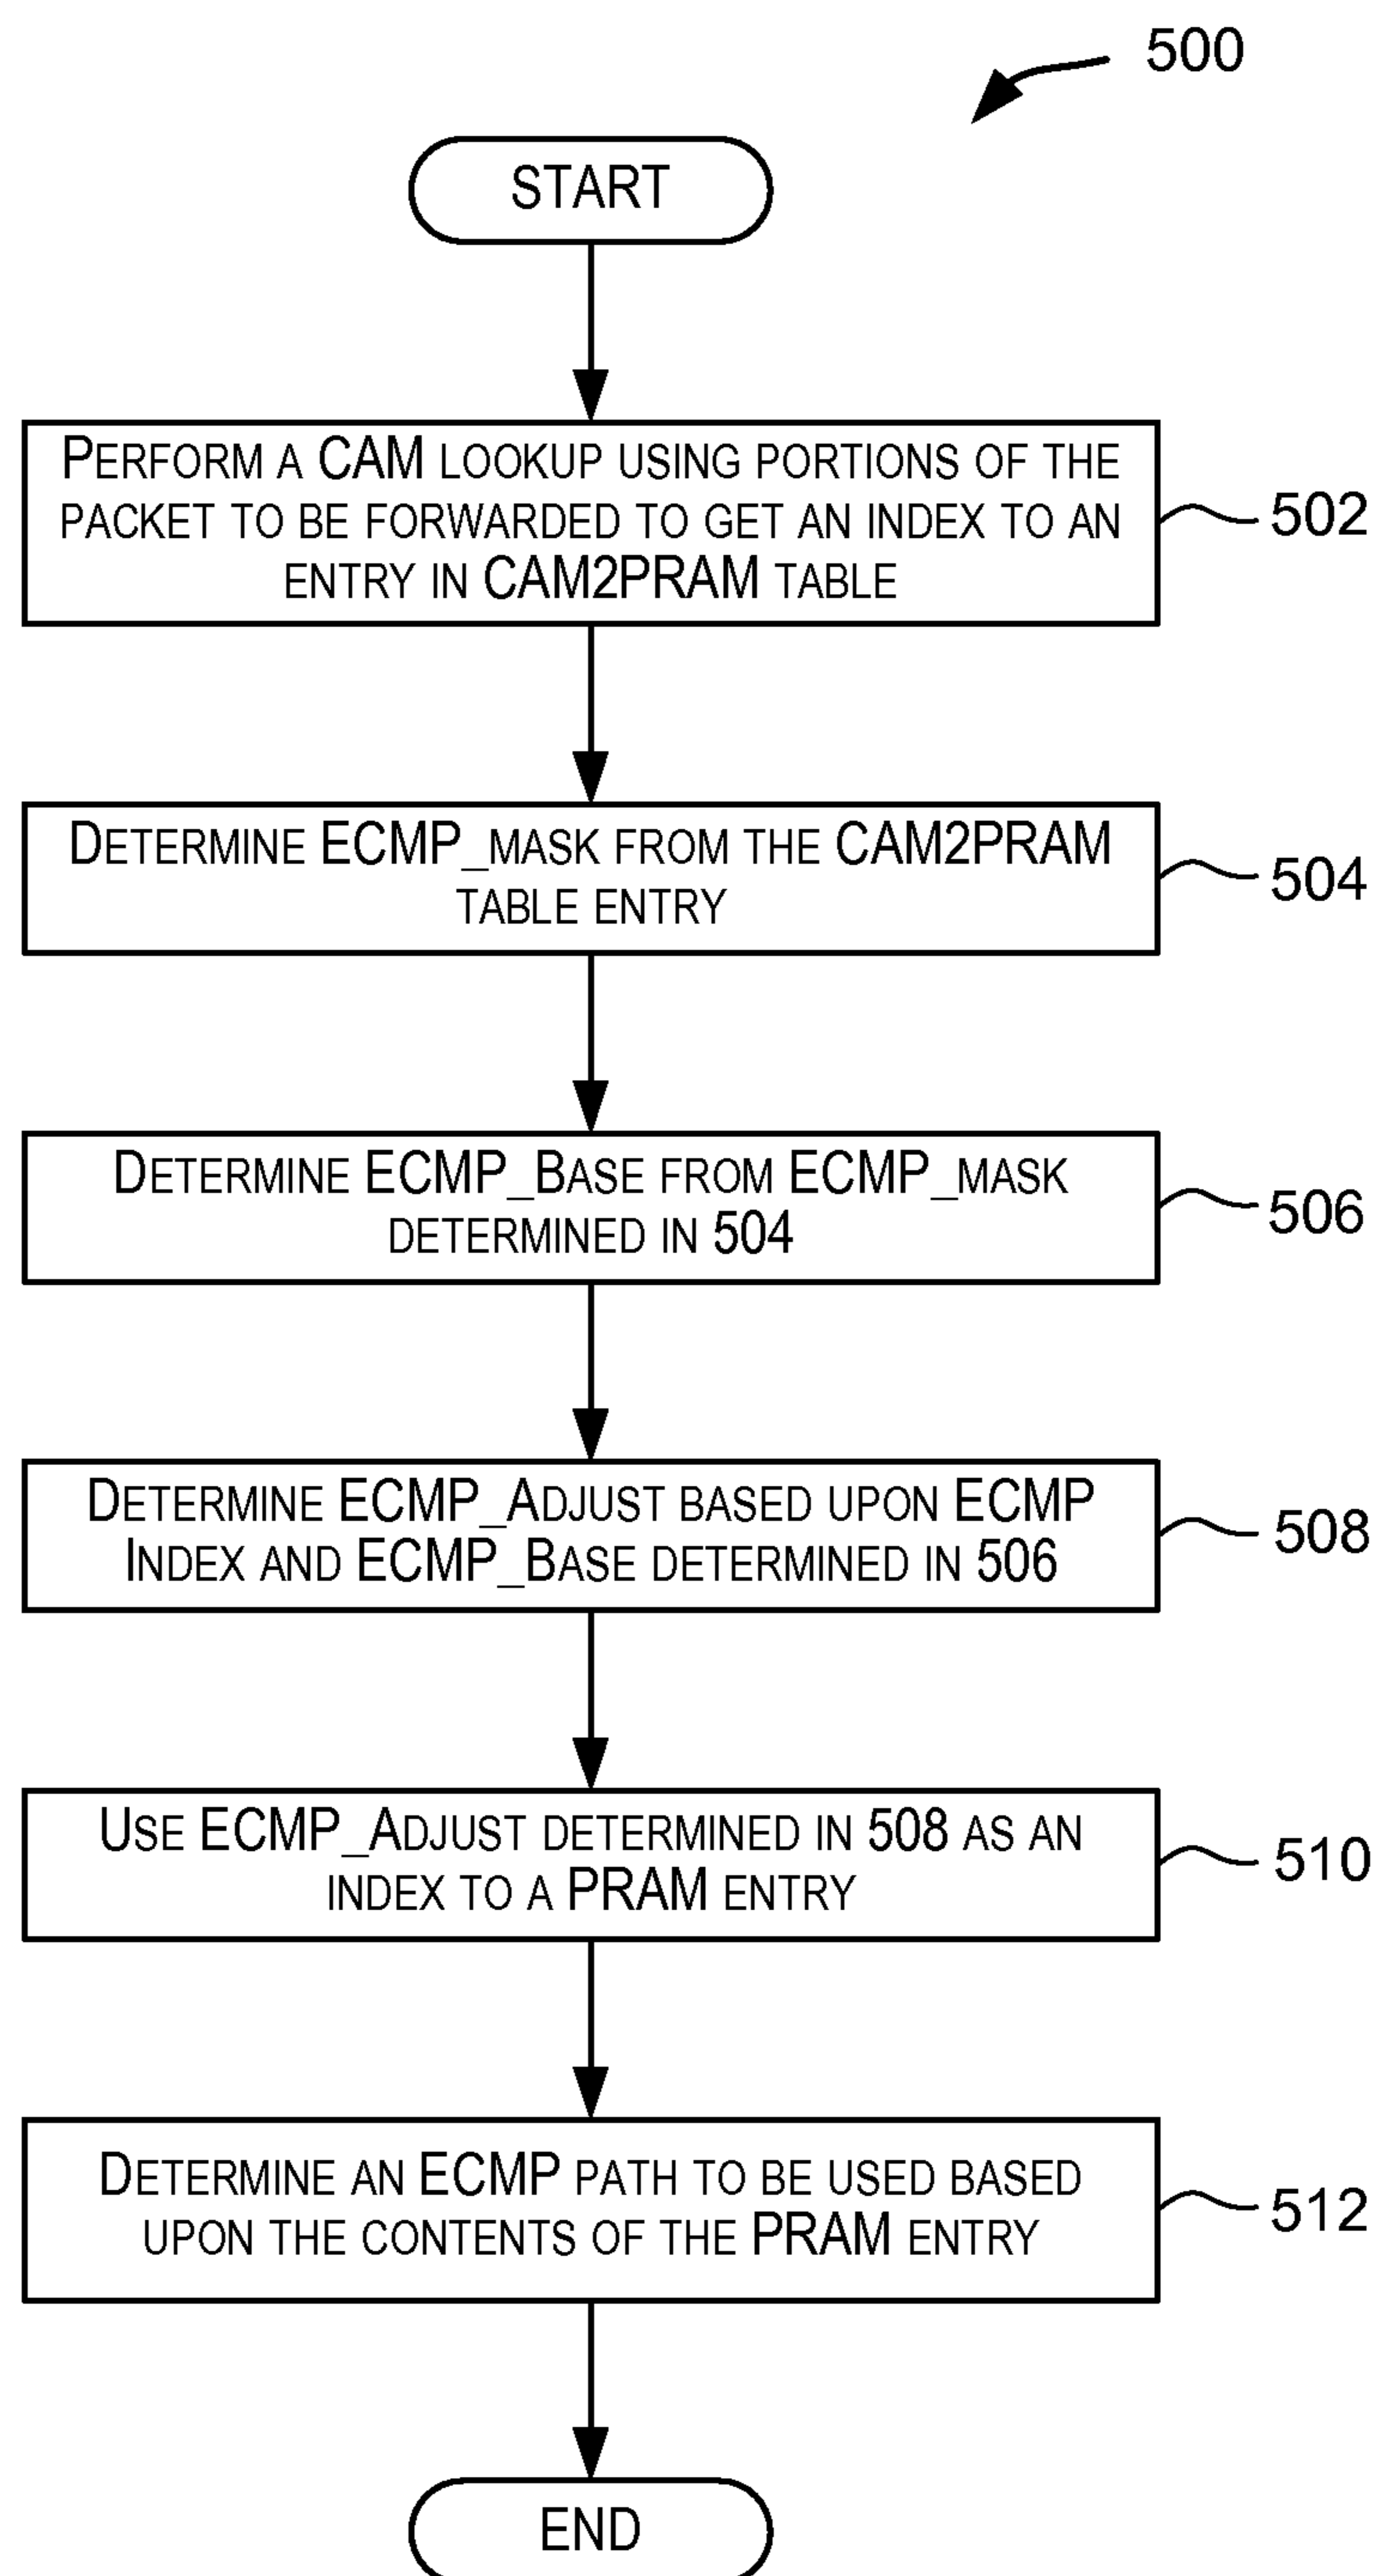 500
START
PERFORM A CAM LOOKUP USING PORTIONS OF THE
PACKET TO BE FORWARDED TO GET AN INDEX TO AN
ENTRY IN CAM2PRAM TABLE
502
DETERMINE ECMP_MASK FROM THE CAM2PRAM
TABLE ENTRY
504
DETERMINE ECMP_BASE FROM ECMP_MASK
DETERMINED IN 504
506
DETERMINE ECMP_ADJUST BASED UPON ECMP
INDEX AND ECMP_BASE DETERMINED IN 506
508
USE ECMP_ADJUST DETERMINED IN 508 AS AN
INDEX TO A PRAM ENTRY
510
DETERMINE AN ECMP PATH TO BE USED BASED
UPON THE CONTENTS OF THE PRAM ENTRY
512
END